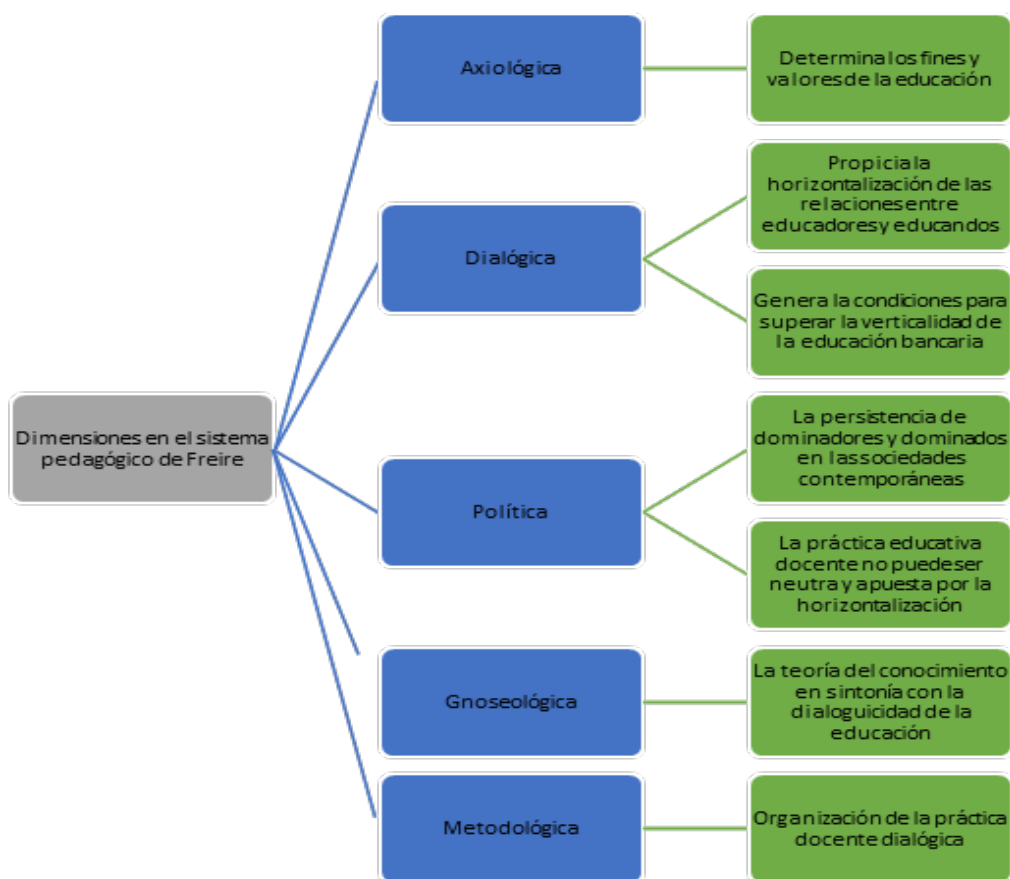 Dimensiones en el sistema
pedagógico de Freire
Axiológica
Determina los fines y
valores de la educación
Dialógica
Propicia la
horizontalización de las
relaciones entre
educadores y educandos
Genera la condiciones para
superar la verticalidad de
la educación bancaria
Política
La persistencia de
dominadores y dominados
en las sociedades
contemporáneas
La práctica educativa
docente no puede ser
neutra y apuesta por la
horizontalización
Gnoseológica
La teoría del conocimiento
en sintonía con la
dialoguicidad de la
educación
Metodológica
Organización de la práctica
docente dialógica